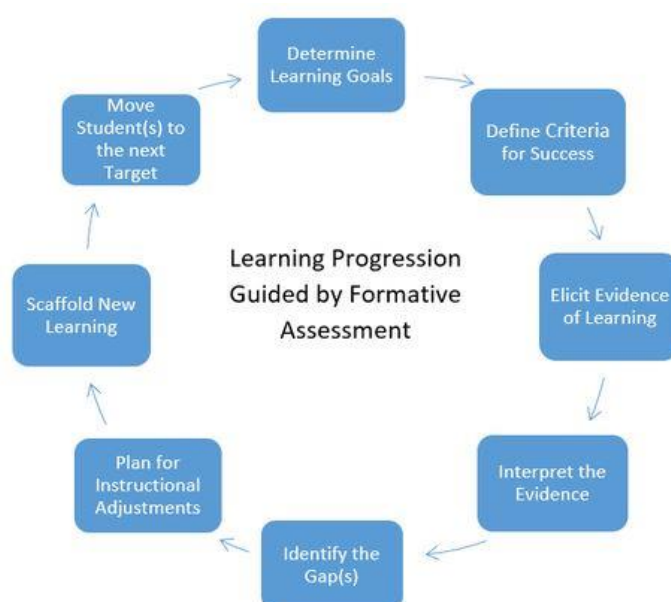 Determine
Learning Goals
Define Criteria
for Success
Elicit Evidence
of Learning
Interpret the
Evidence
Identify the
Gap(s)
Plan for
Instructional
Adjustments
Scaffold New
Learning
Move
Student(s) to
the next
Target
Learning Progression
Guided by Formative
Assessment